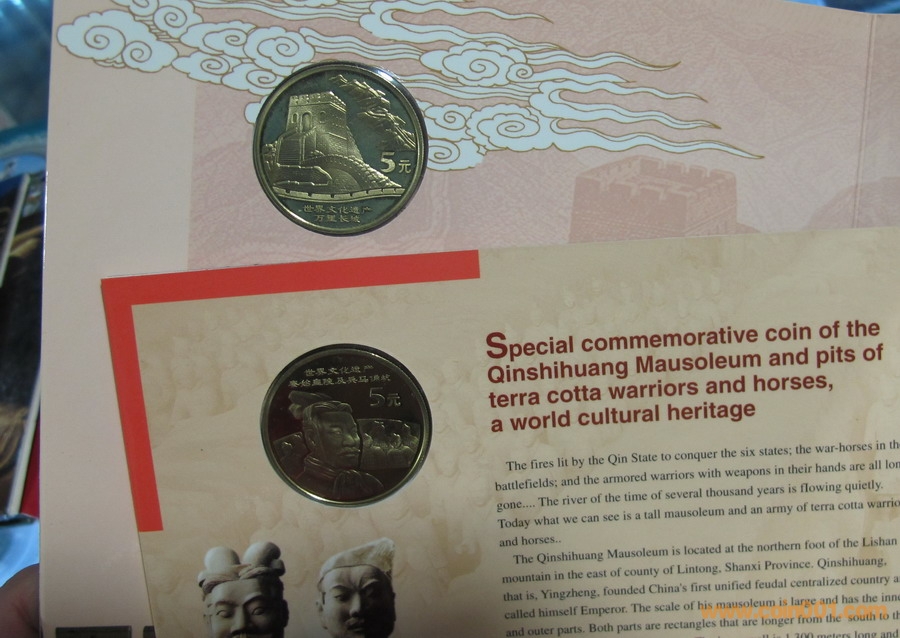 5元
世界文化遗产
万里长城
世界文化遗产
秦始皇陵及兵马俑坑
5元
Special commemorative coin of the
Qinshihuang Mausoleum and pits of
terra cotta warriors and horses,
a world cultural heritage
The fires lit by the Qin State to conquer the six states; the war-horses in the
battlefields; and the armored warriors with weapons in their hands are all
gone.... The river of the time of several thousand years is flowing quietly.
Today what we can see is a tall mausoleum and an army of terra cotta
and horses..
The Qinshihuang Mausoleum is located at the northern foot of the Lishan
mountain in the east of county of Lintong, Shanxi Province. Qinshihuang,
that is, Yingzheng, founded China's first unified feudal centralized country
called himself Emperor. The scale of his mausoleum is large and has the
and outer parts. Both parts are rectangles that are longer from the south to
is 1,300 meters long and